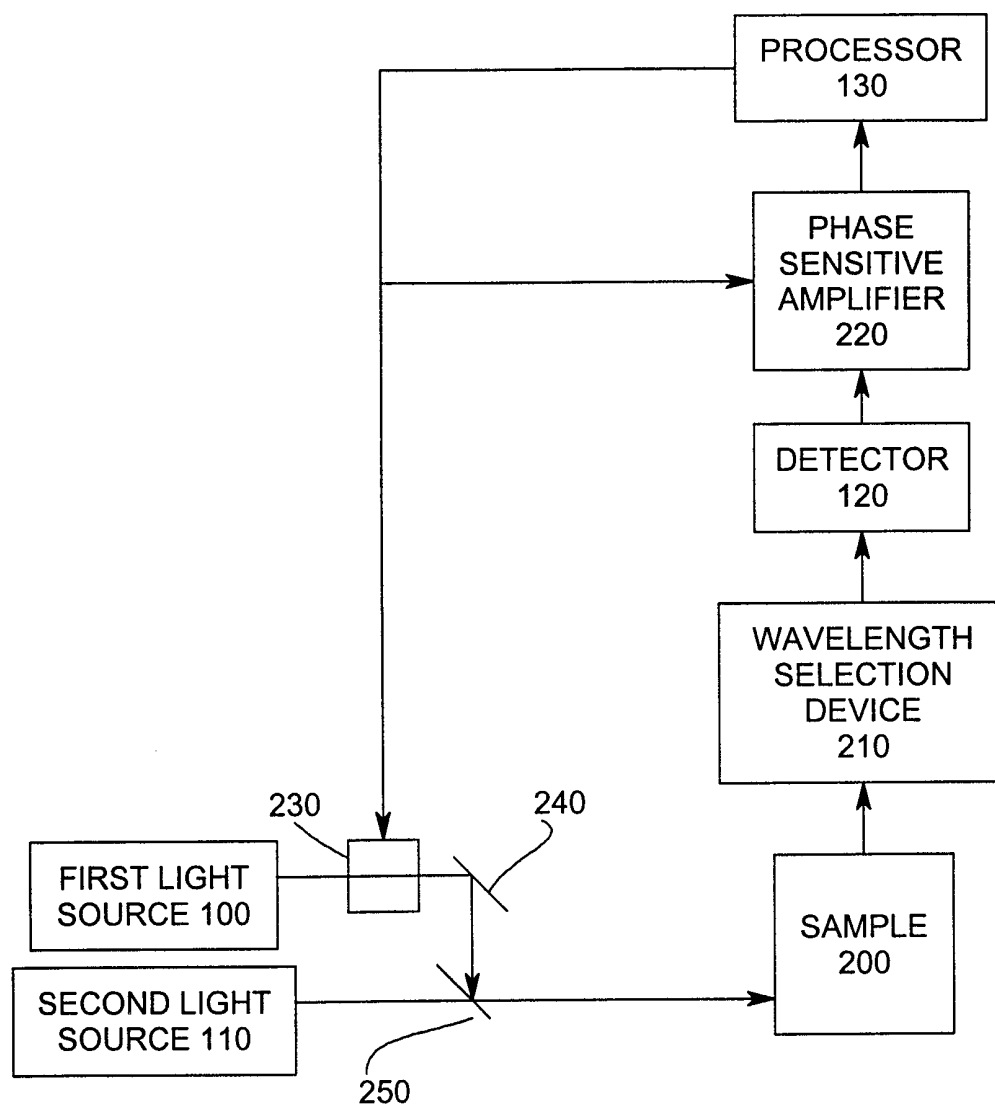 PROCESSOR
130
PHASE
SENSITIVE
AMPLIFIER
220
DETECTOR
120
WAVELENGTH
SELECTION
DEVICE
210
230
240
FIRST LIGHT
SOURCE 100
SAMPLE
200
SECOND LIGHT
SOURCE 110
250